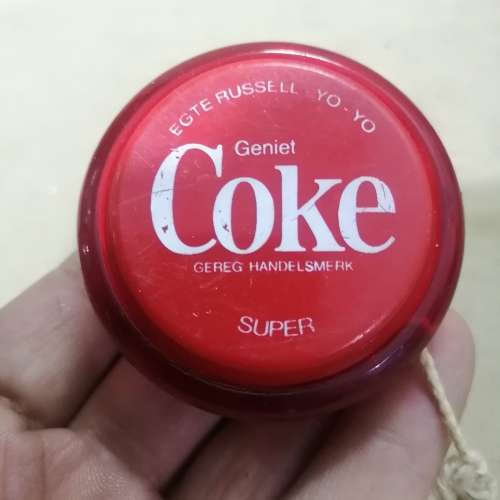 EGTE RUSSELL YO-YO
Geniet
Coke
GEREG HANDELSMERK
SUPER